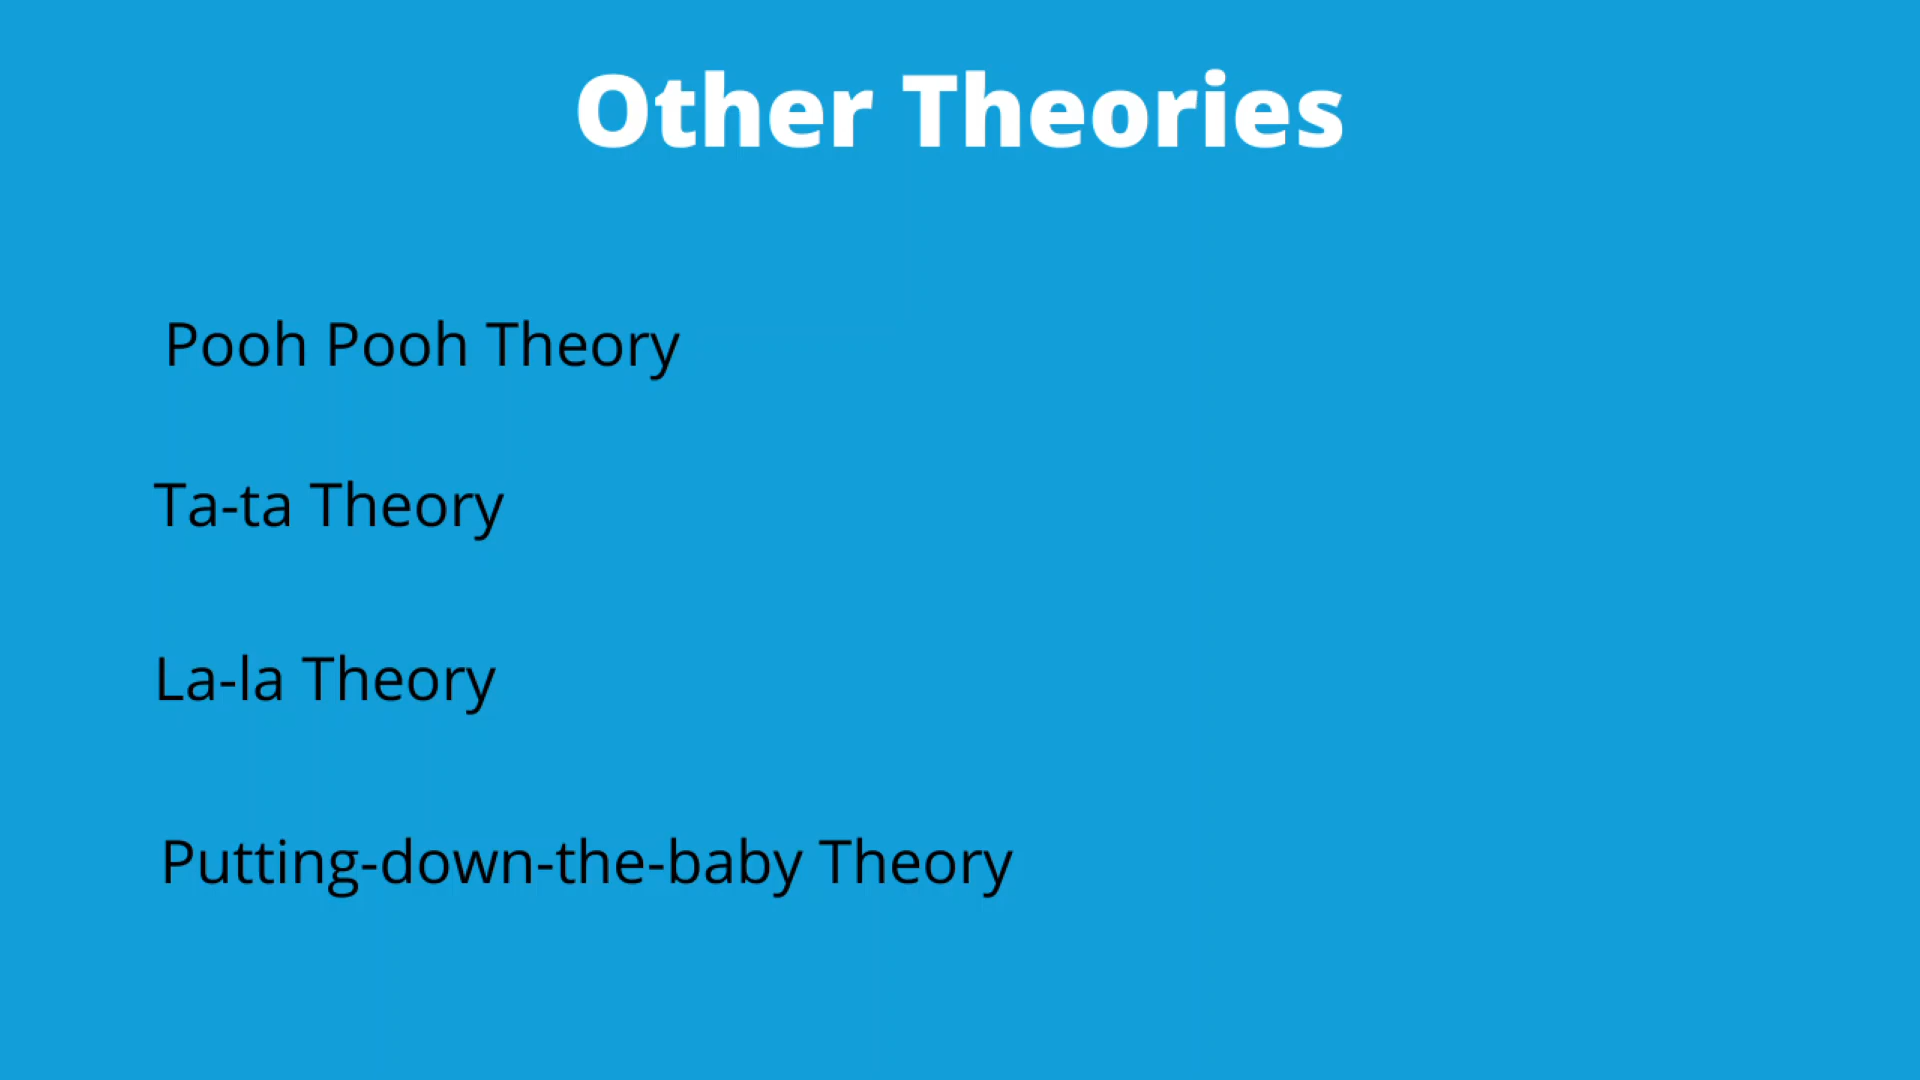 Other Theories
Pooh Pooh Theory
Ta-ta Theory
La-la Theory
Putting-down-the-baby Theory